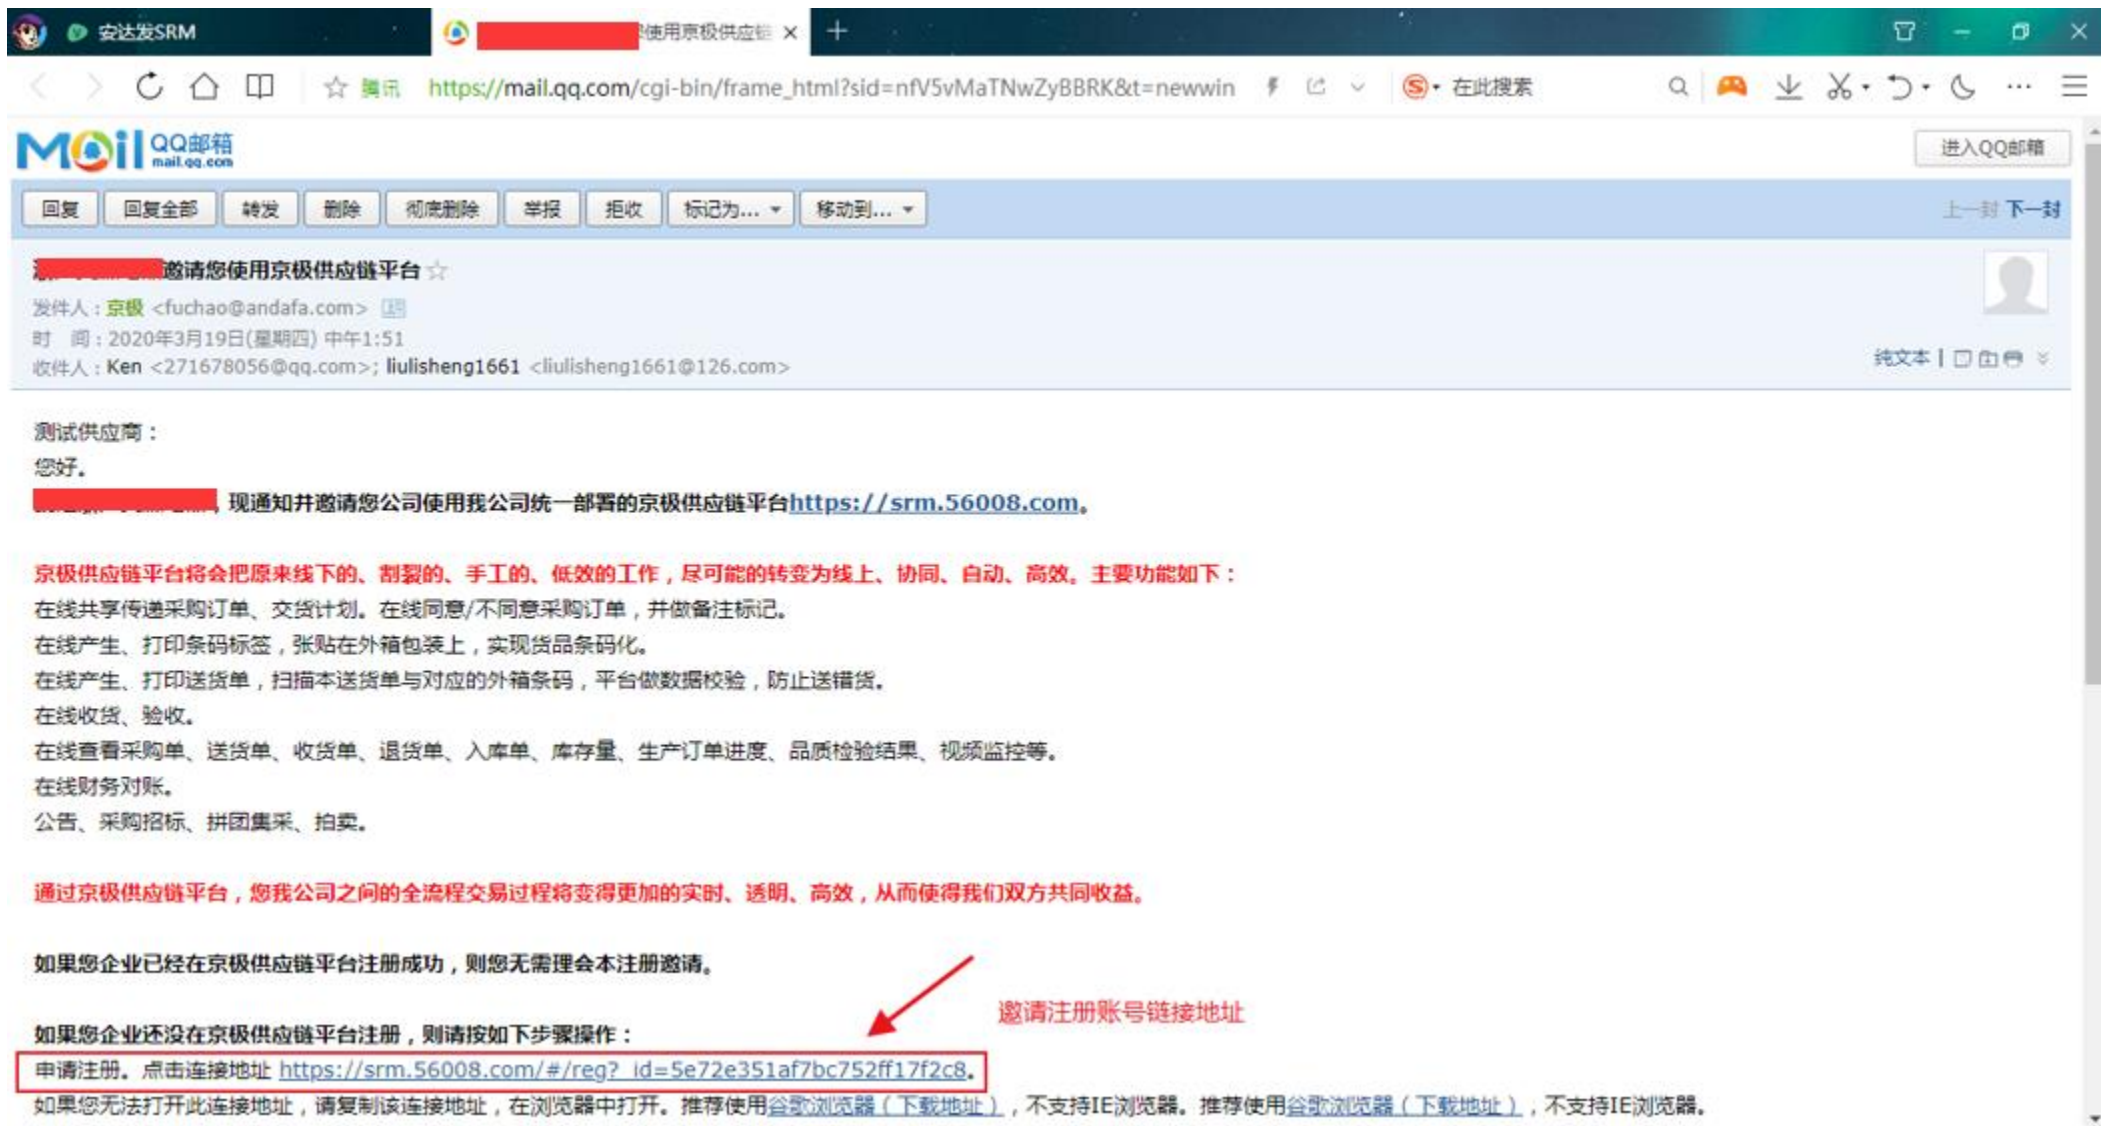 安达发SRM
使用京极供应链
腾讯 https://mail.qq.com/cgi-bin/frame_html?sid=nfV5vMaTNwZyBBRK&t=newwin 在此搜索
Mail QQ邮箱
mail.qq.com
进入QQ邮箱
回复 回复全部 转发 删除 彻底删除 举报 拒收 标记为... 移动到... 上一封 下一封
邀请您使用京极供应链平台
发件人：京极 <fuchao@andafa.com>
时 间：2020年3月19日(星期四) 中午1:51
收件人：Ken <271678056@qq.com>; liulisheng1661 <liulisheng1661@126.com>
纯文本 |
测试供应商：
您好。
，现通知并邀请您公司使用我公司统一部署的京极供应链平台https://srm.56008.com。
京极供应链平台将会把原来线下的、割裂的、手工的、低效的工作，尽可能的转变为线上、协同、自动、高效。主要功能如下：
在线共享传递采购订单、交货计划。在线同意/不同意采购订单，并做备注标记。
在线产生、打印条码标签，张贴在外箱包装上，实现货品条码化。
在线产生、打印送货单，扫描本送货单与对应的外箱条码，平台做数据校验，防止送错货。
在线收货、验收。
在线查看采购单、送货单、收货单、退货单、入库单、库存量、生产订单进度、品质检验结果、视频监控等。
在线财务对账。
公告、采购招标、拼团集采、拍卖。
通过京极供应链平台，您我公司之间的全流程交易过程将变得更加的实时、透明、高效，从而使得我们双方共同收益。
如果您企业已经在京极供应链平台注册成功，则您无需理会本注册邀请。
邀请注册账号链接地址
如果您企业还没在京极供应链平台注册，则请按如下步骤操作：
申请注册。点击连接地址 https://srm.56008.com/#/reg?_id=5e72e351af7bc752ff17f2c8。
如果您无法打开此连接地址，请复制该连接地址，在浏览器中打开。推荐使用谷歌浏览器（下载地址），不支持IE浏览器。推荐使用谷歌浏览器（下载地址），不支持IE浏览器。